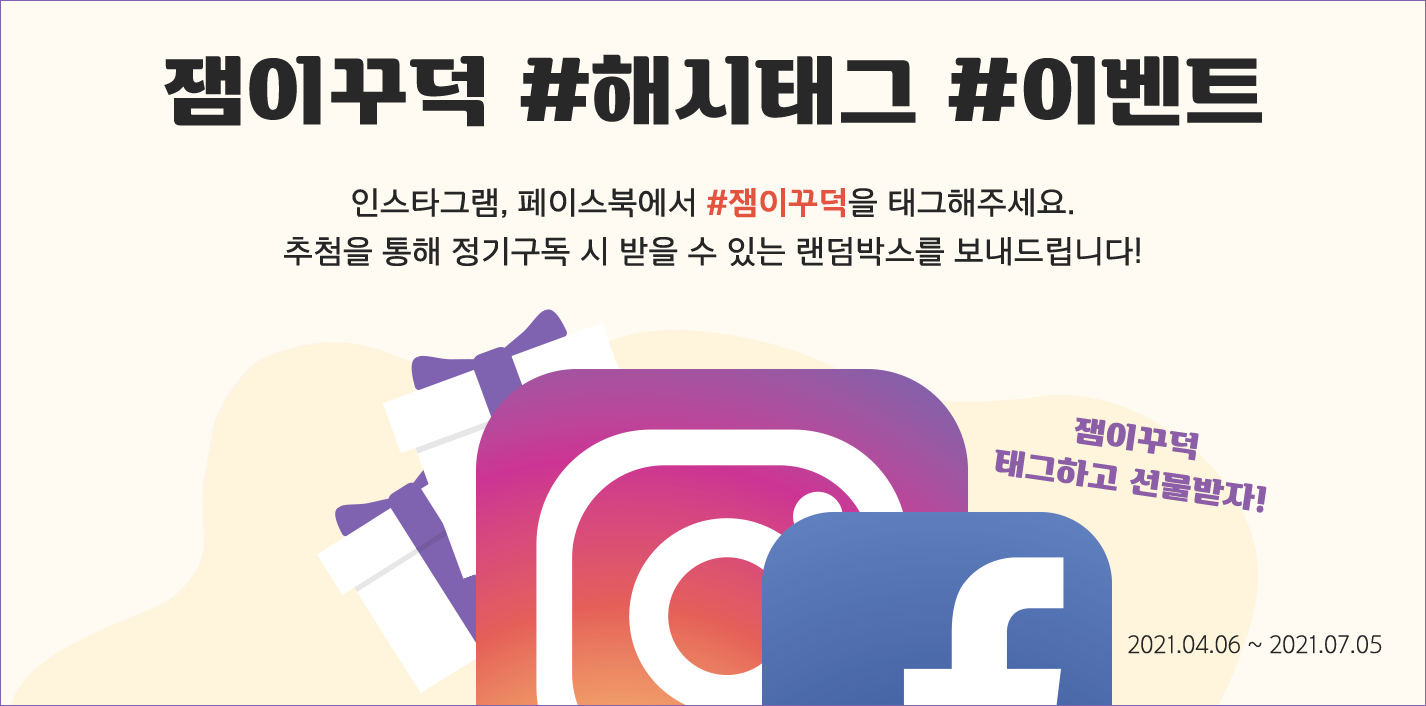 잼이꾸덕 #해시태그 #이벤트
인스타그램, 페이스북에서 #잼이꾸덕을 태그해주세요.
추첨을 통해 정기구독 시 받을 수 있는 랜덤박스를 보내드립니다!
잼이꾸덕
태그하고 선물받자!
2021.04.06 ~ 2021.07.05